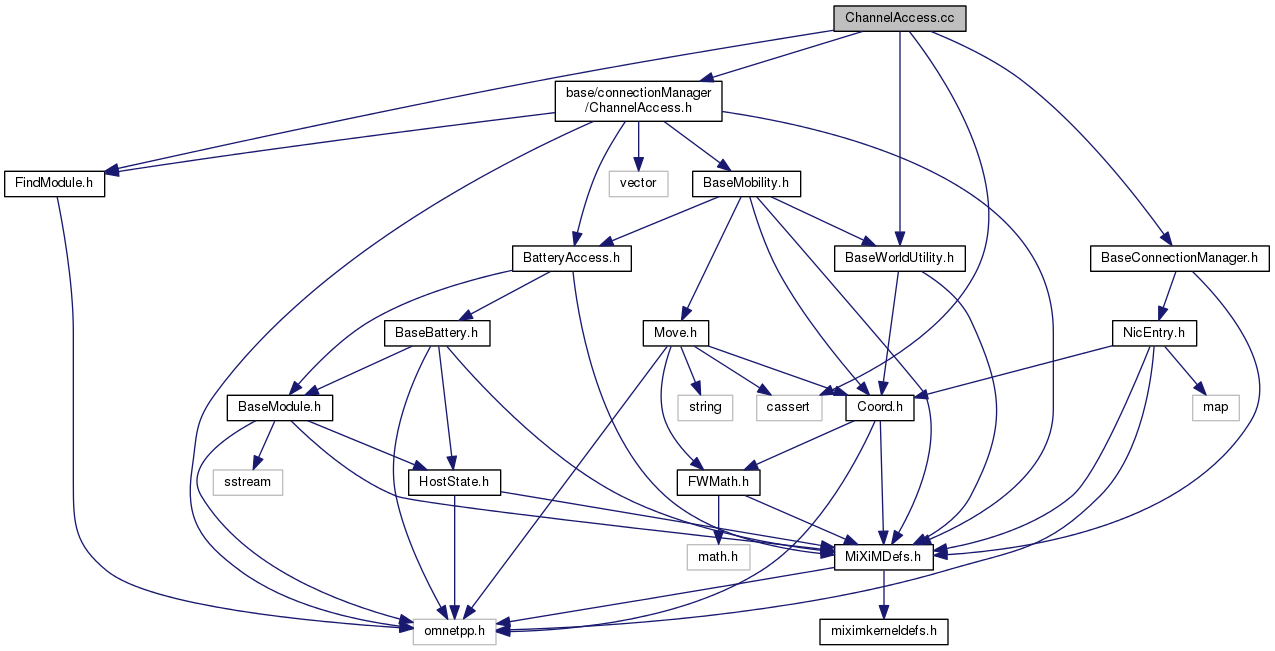 ChannelAccess.cc
base/connectionManager
/ChannelAccess.h
FindModule.h
vector
BaseMobility.h
BatteryAccess.h
BaseWorldUtility.h
BaseConnectionManager.h
BaseBattery.h
Move.h
NicEntry.h
BaseModule.h
string
cassert
Coord.h
map
sstream
HostState.h
FWMath.h
math.h
MiXiMDefs.h
omnetpp.h
miximkerneldefs.h